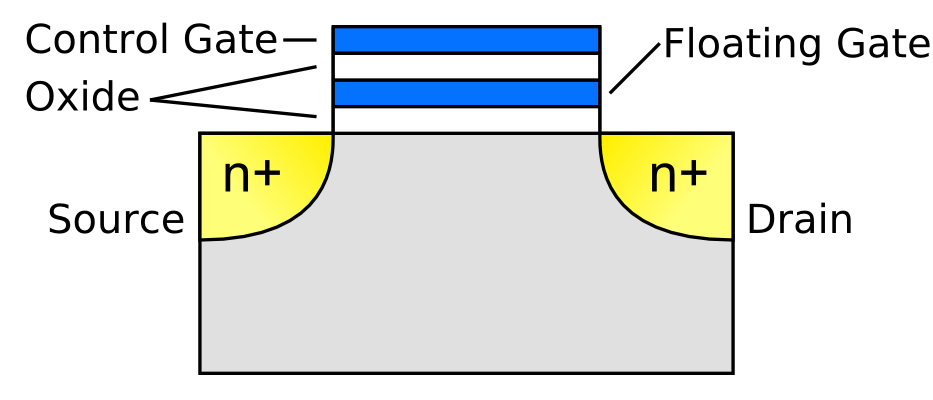 Control Gate
Floating Gate
Oxide
n+
n+
Source
Drain